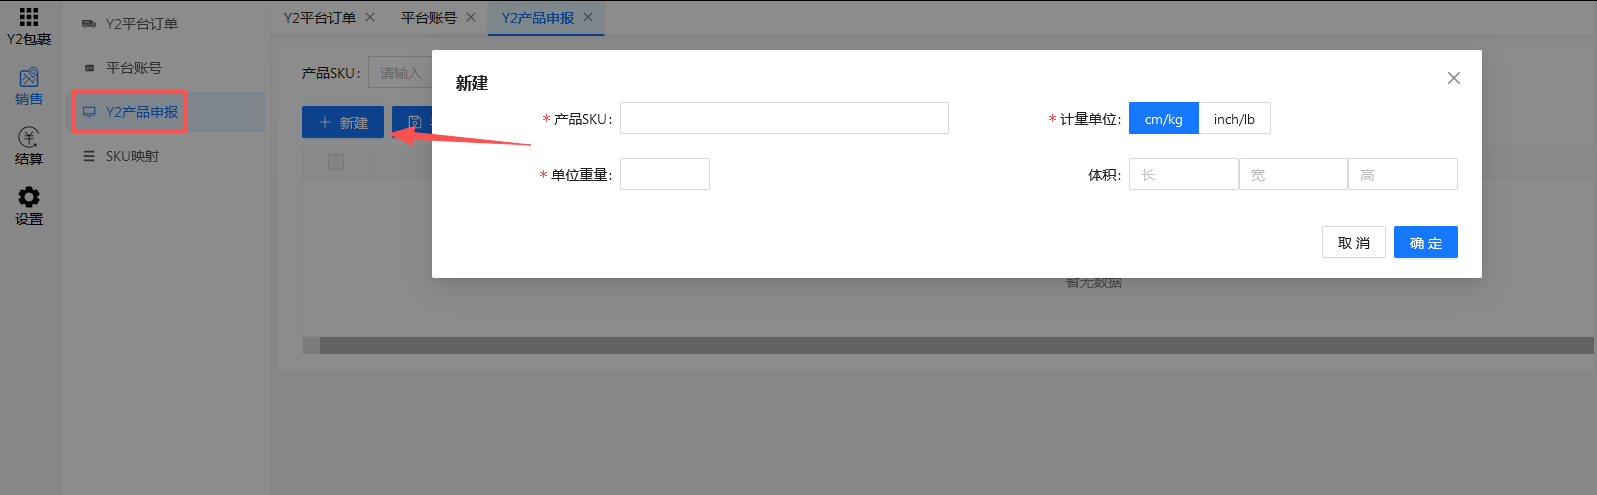 Y2包裹
销售
结算
设置
Y2平台订单
平台账号
Y2产品申报
SKU映射
Y2平台订单
平台账号
Y2产品申报
产品SKU:
请输入
新建
新建
* 产品SKU:
* 计量单位:
cm/kg
inch/lb
* 单位重量:
体积:
长
宽
高
取 消
确 定
暂无数据